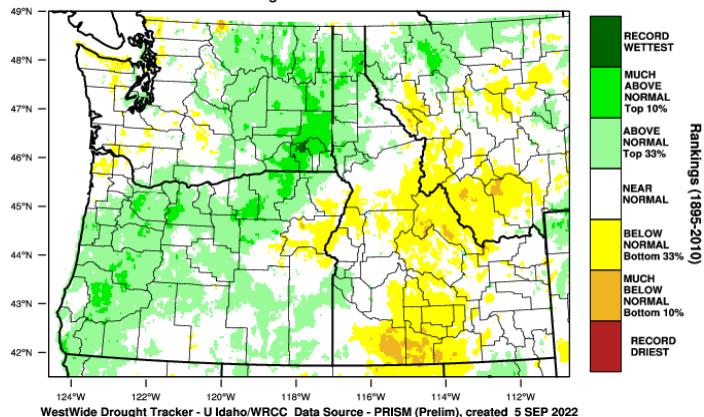 49°N
48°N
47°N
46°N
45°N
44°N
43°N
42°N
124°W 122°W 120°W 118°W 116°W 114°W 112°W
RECORD
WETTEST
MUCH
ABOVE
NORMAL
Top 10%
ABOVE
NORMAL
Top 33%
NEAR
NORMAL
BELOW
NORMAL
Bottom 33%
MUCH
BELOW
NORMAL
Bottom 10%
RECORD
DRIEST
Rankings (1895-2010)
WestWide Drought Tracker - U Idaho/WRCC Data Source - PRISM (Prelim), created 5 SEP 2022